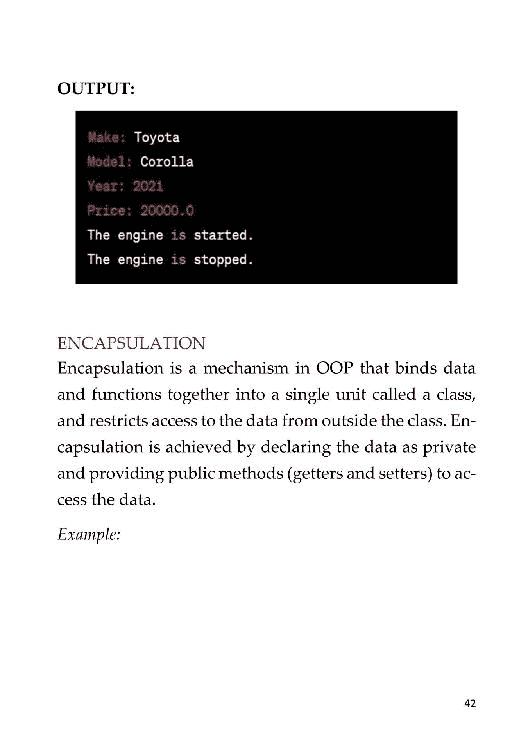 OUTPUT:
Make: Toyota
Model: Corolla
Year: 2021
Price: 20000.0
The engine is started.
The engine is stopped.
ENCAPSULATION
Encapsulation is a mechanism in OOP that binds data
and functions together into a single unit called a class,
and restricts access to the data from outside the class. En-
capsulation is achieved by declaring the data as private
and providing public methods (getters and setters) to ac-
cess the data.
Example:
42